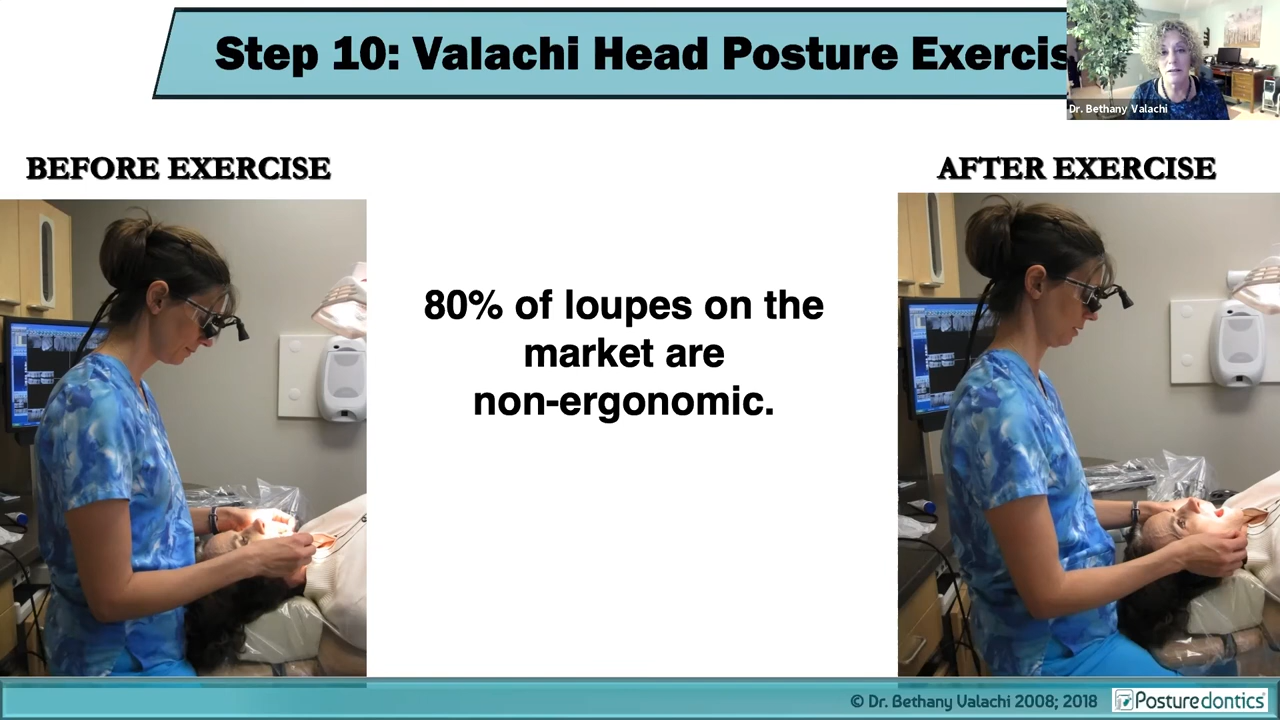 Step 10: Valachi Head Posture Exercis
Dr. Bethany Valachi
BEFORE EXERCISE
AFTER EXERCISE
80% of loupes on the
market are
non-ergonomic.
© Dr. Bethany Valachi 2008; 2018
Posturedontics®